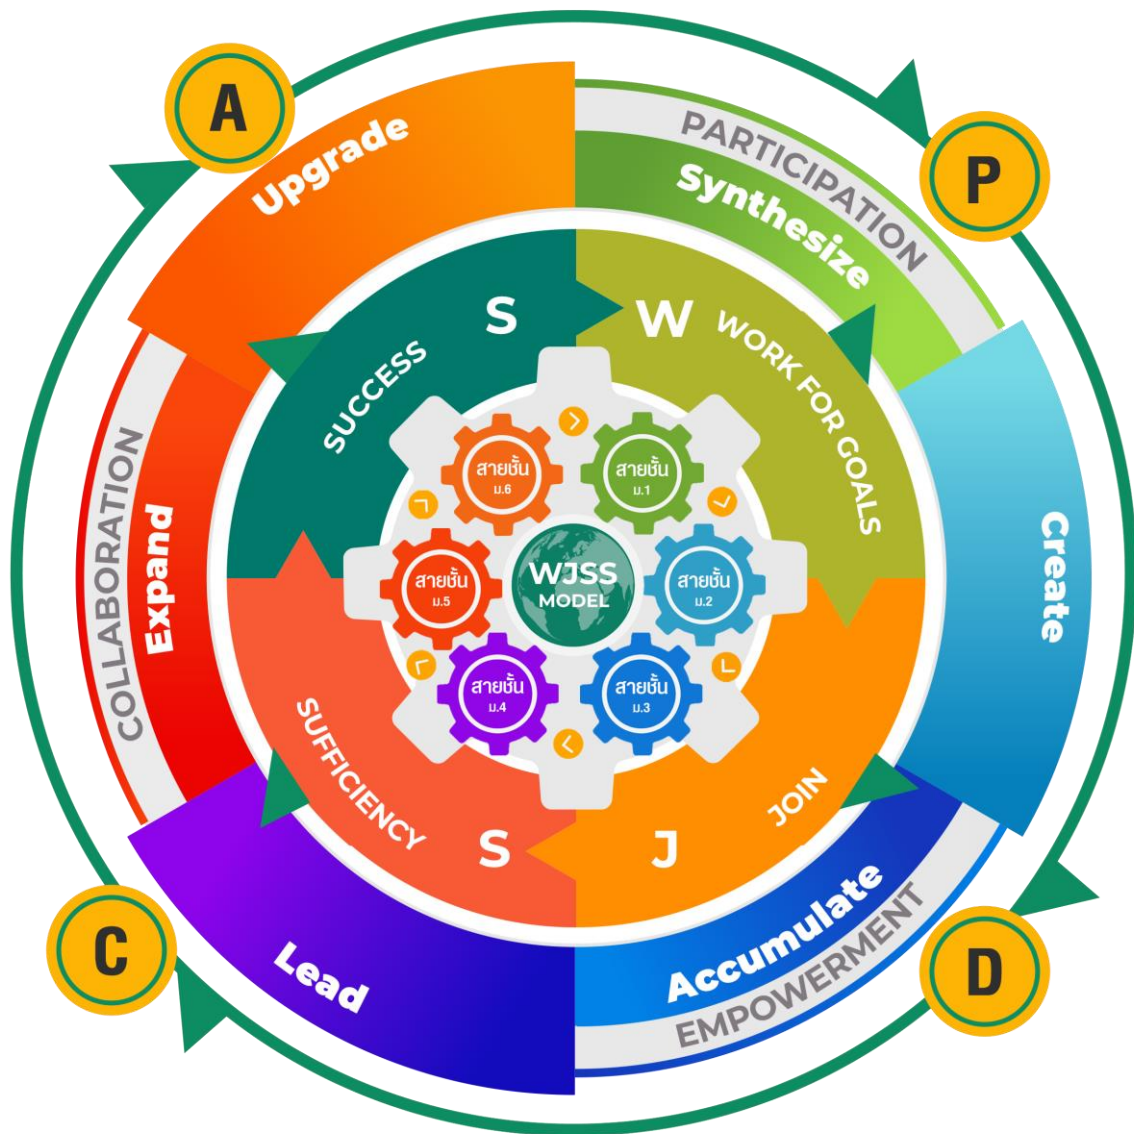 A
P
D
C
Upgrade
PARTICIPATION
Synthesize
Create
Accumulate
EMPOWERMENT
Lead
COLLABORATION
Expand
S
SUCCESS
W
WORK FOR GOALS
J
JOIN
S
SUFFICIENCY
สายชั้น
ม.6
สายชั้น
ม.1
สายชั้น
ม.5
WJSS
MODEL
สายชั้น
ม.2
สายชั้น
ม.4
สายชั้น
ม.3